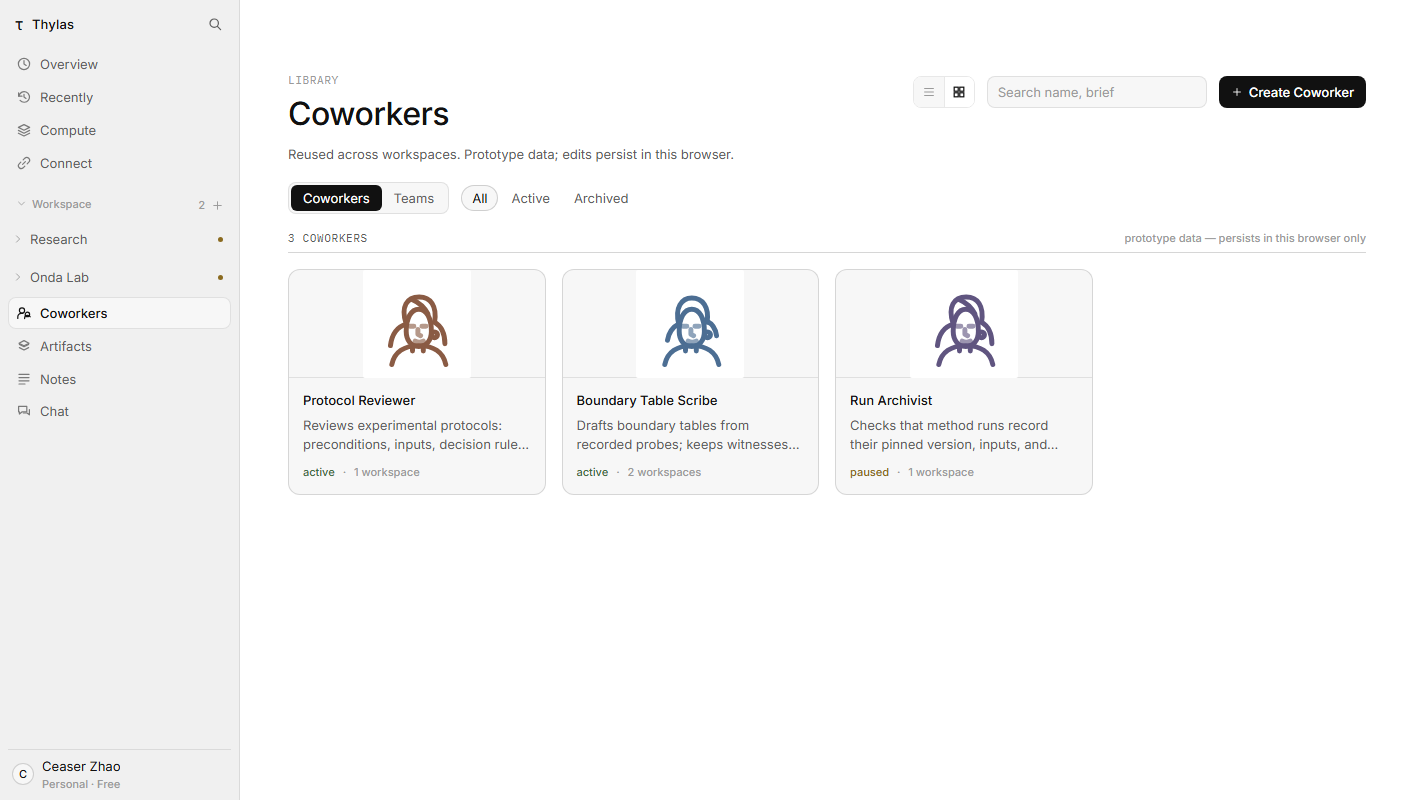 τ Thylas
Overview
Recently
Compute
Connect
Workspace 2 +
Research
Onda Lab
Coworkers
Artifacts
Notes
Chat
C
Ceaser Zhao
Personal · Free
LIBRARY
Coworkers
Reused across workspaces. Prototype data; edits persist in this browser.
Search name, brief
+ Create Coworker
Coworkers Teams All Active Archived
3 COWORKERS
prototype data — persists in this browser only
Protocol Reviewer
Reviews experimental protocols:
preconditions, inputs, decision rule...
active · 1 workspace
Boundary Table Scribe
Drafts boundary tables from
recorded probes; keeps witnesses...
active · 2 workspaces
Run Archivist
Checks that method runs record
their pinned version, inputs, and...
paused · 1 workspace